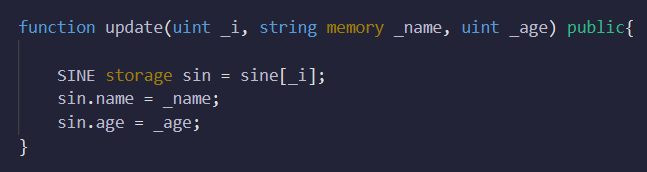 function update(uint _i, string memory _name, uint _age) public{
SINE storage sin = sine[_i];
sin.name = _name;
sin.age = _age;
}